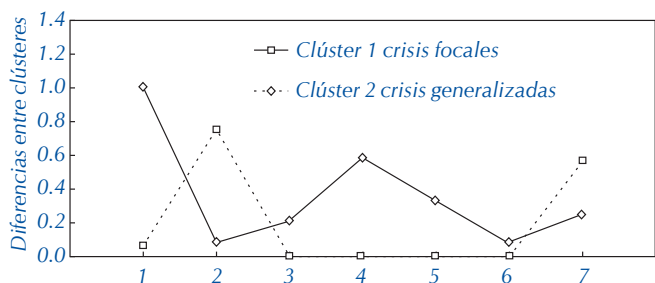 Diferencias entre clústeres
1.4
1.2
1.0
0.8
0.6
0.4
0.2
0.0
Clúster 1 crisis focales
Clúster 2 crisis generalizadas
1 2 3 4 5 6 7